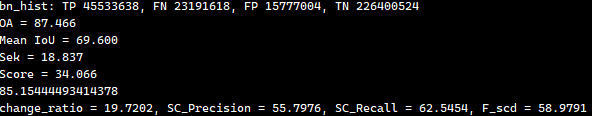 bn_hist: TP 45533638, FN 23191618, FP 15777004, TN 226400524
OA = 87.466
Mean IoU = 69.600
Sek = 18.837
Score = 34.066
85.15444493414378
change_ratio = 19.7202, SC_Precision = 55.7976, SC_Recall = 62.5454, F_scd = 58.9791